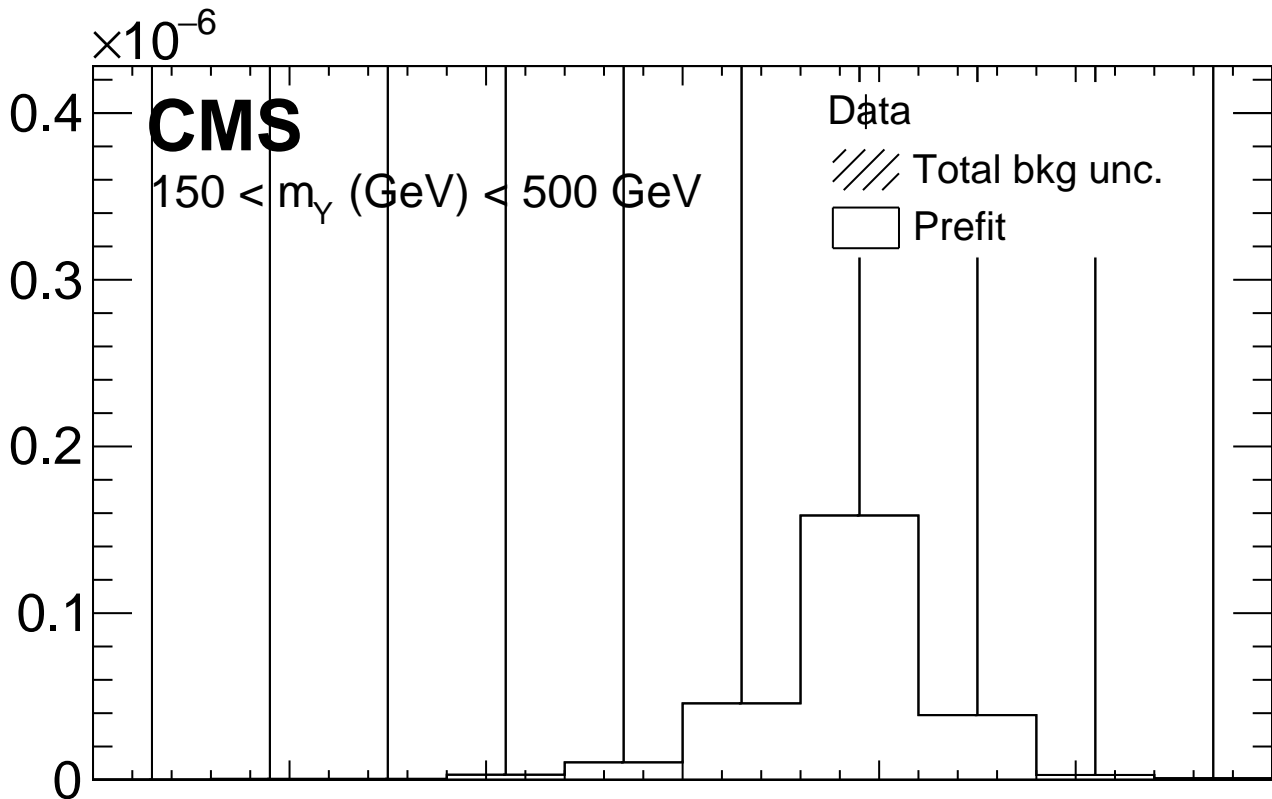 ×10⁻⁶
0.4
0.3
0.2
0.1
0
CMS
150 < m_Y (GeV) < 500 GeV
Data
Total bkg unc.
Prefit